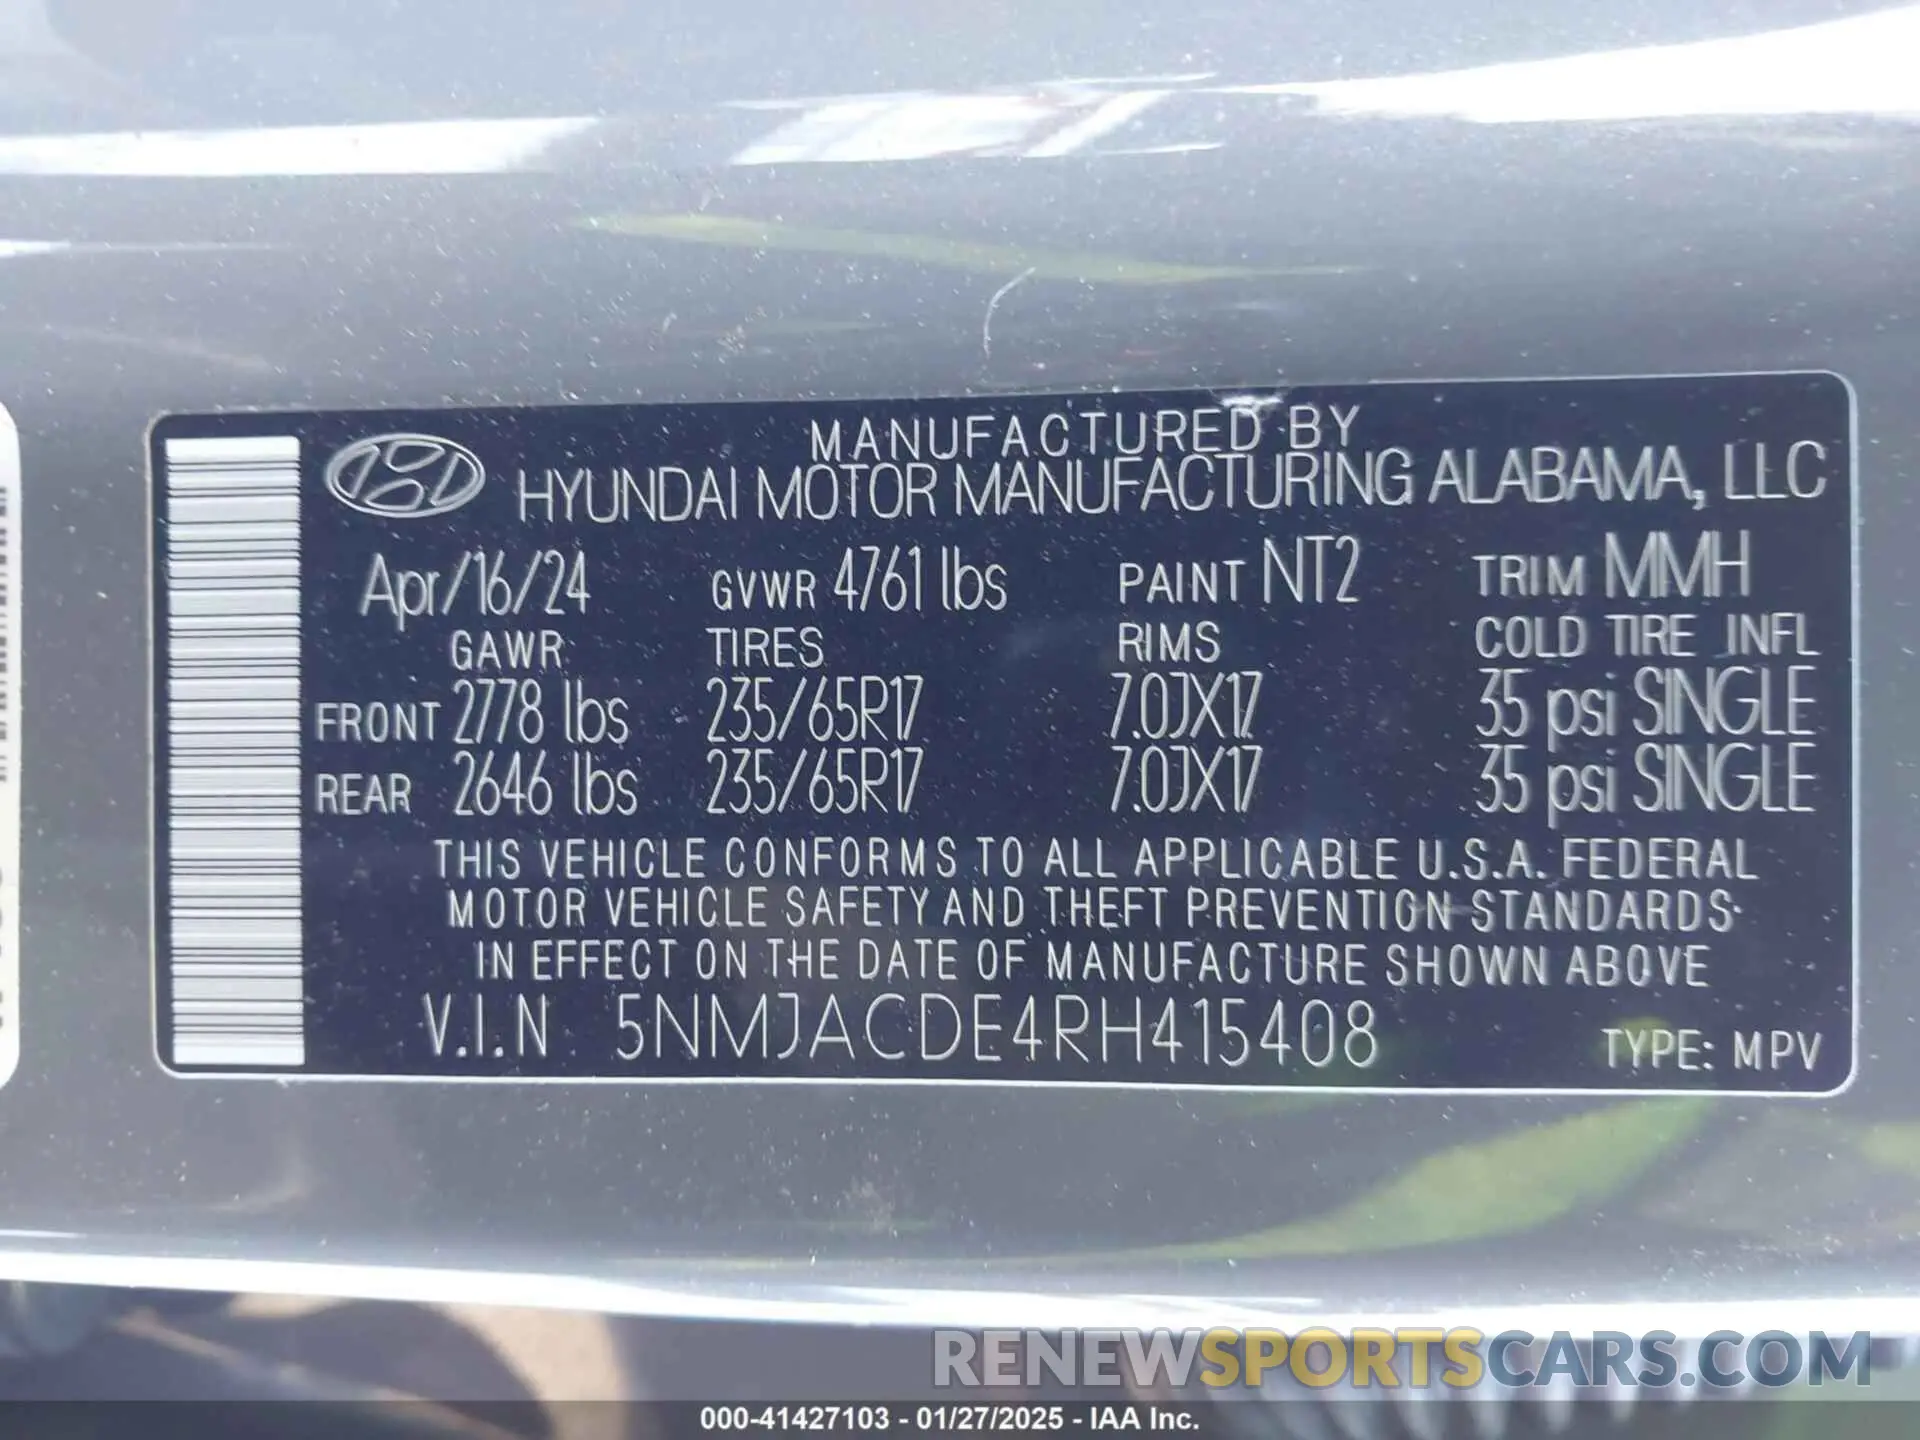 MANUFACTURED BY
HYUNDAI MOTOR MANUFACTURING ALABAMA, LLC
Apr/16/24 GVWR 4761 lbs PAINT NT2 TRIM MMH
GAWR TIRES RIMS COLD TIRE INFL
FRONT 2778 lbs 235/65R17 7.0JX17 35 psi SINGLE
REAR 2646 lbs 235/65R17 7.0JX17 35 psi SINGLE
THIS VEHICLE CONFORMS TO ALL APPLICABLE U.S.A. FEDERAL
MOTOR VEHICLE SAFETY AND THEFT PREVENTION STANDARDS
IN EFFECT ON THE DATE OF MANUFACTURE SHOWN ABOVE
V.I.N : 5NMJACDE4RH415408 TYPE: MPV
RENEWSPORTSCARS.COM
000-41427103 - 01/27/2025 - IAA Inc.